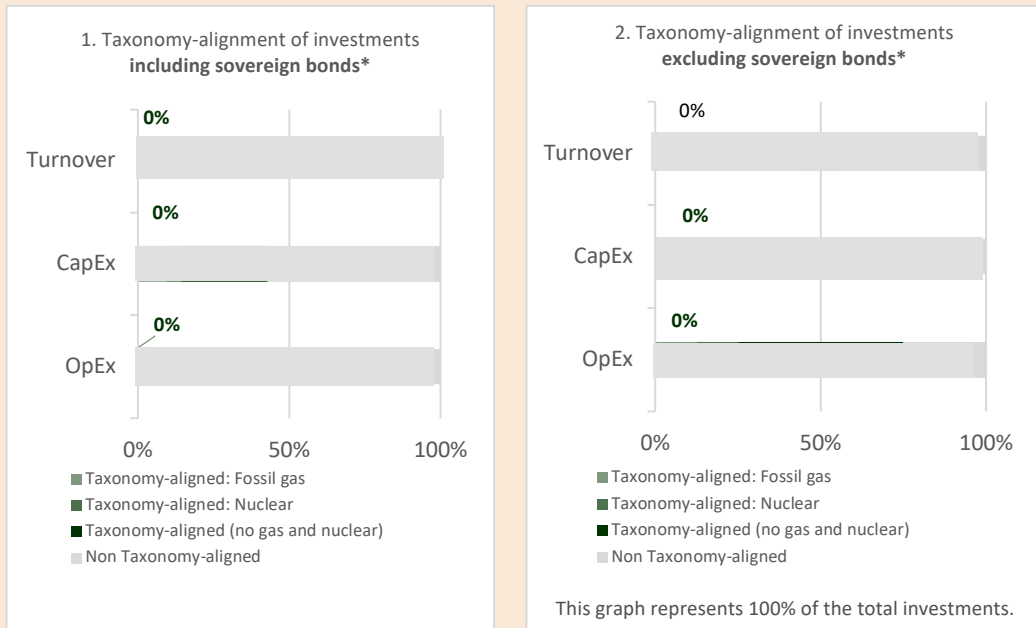 1. Taxonomy-alignment of investments
including sovereign bonds*
0%
Turnover
0%
CapEx
0%
OpEx
0%
50%
100%
Taxonomy-aligned: Fossil gas
Taxonomy-aligned: Nuclear
Taxonomy-aligned (no gas and nuclear)
Non Taxonomy-aligned
2. Taxonomy-alignment of investments
excluding sovereign bonds*
0%
Turnover
0%
CapEx
0%
OpEx
0%
50%
100%
Taxonomy-aligned: Fossil gas
Taxonomy-aligned: Nuclear
Taxonomy-aligned (no gas and nuclear)
Non Taxonomy-aligned
This graph represents 100% of the total investments.